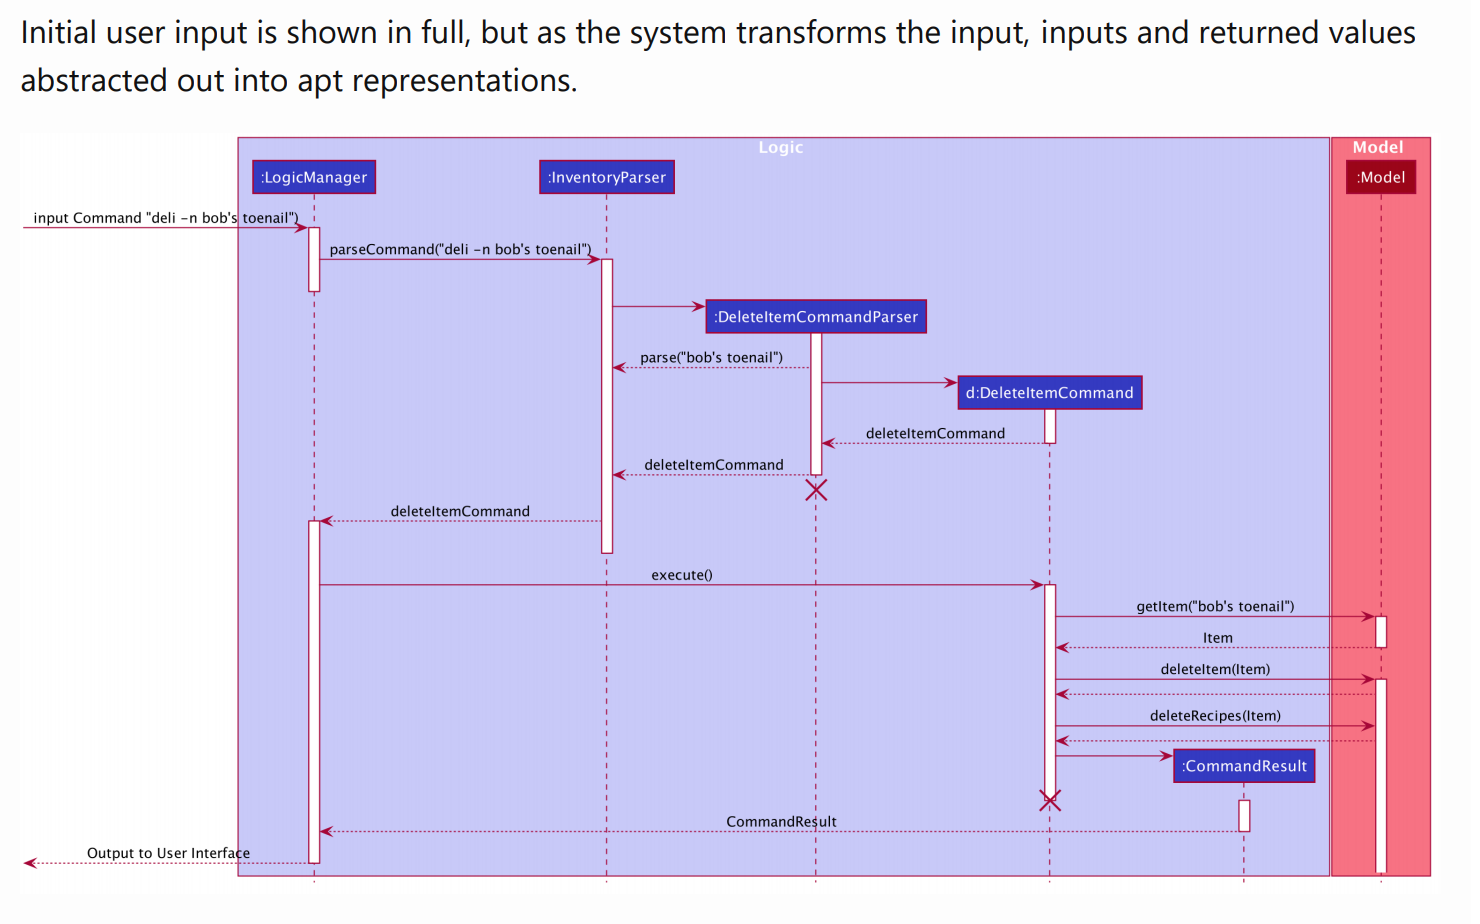 Initial user input is shown in full, but as the system transforms the input, inputs and returned values
abstracted out into apt representations.
Logic
Model
:LogicManager
:InventoryParser
:Model
input Command "deli -n bob's toenail")
parseCommand("deli -n bob's toenail")
:DeleteItemCommandParser
parse("bob's toenail")
d:DeleteItemCommand
deleteItemCommand
deleteItemCommand
deleteItemCommand
execute()
getItem("bob's toenail")
Item
deleteItem(Item)
deleteRecipes(Item)
:CommandResult
CommandResult
Output to User Interface